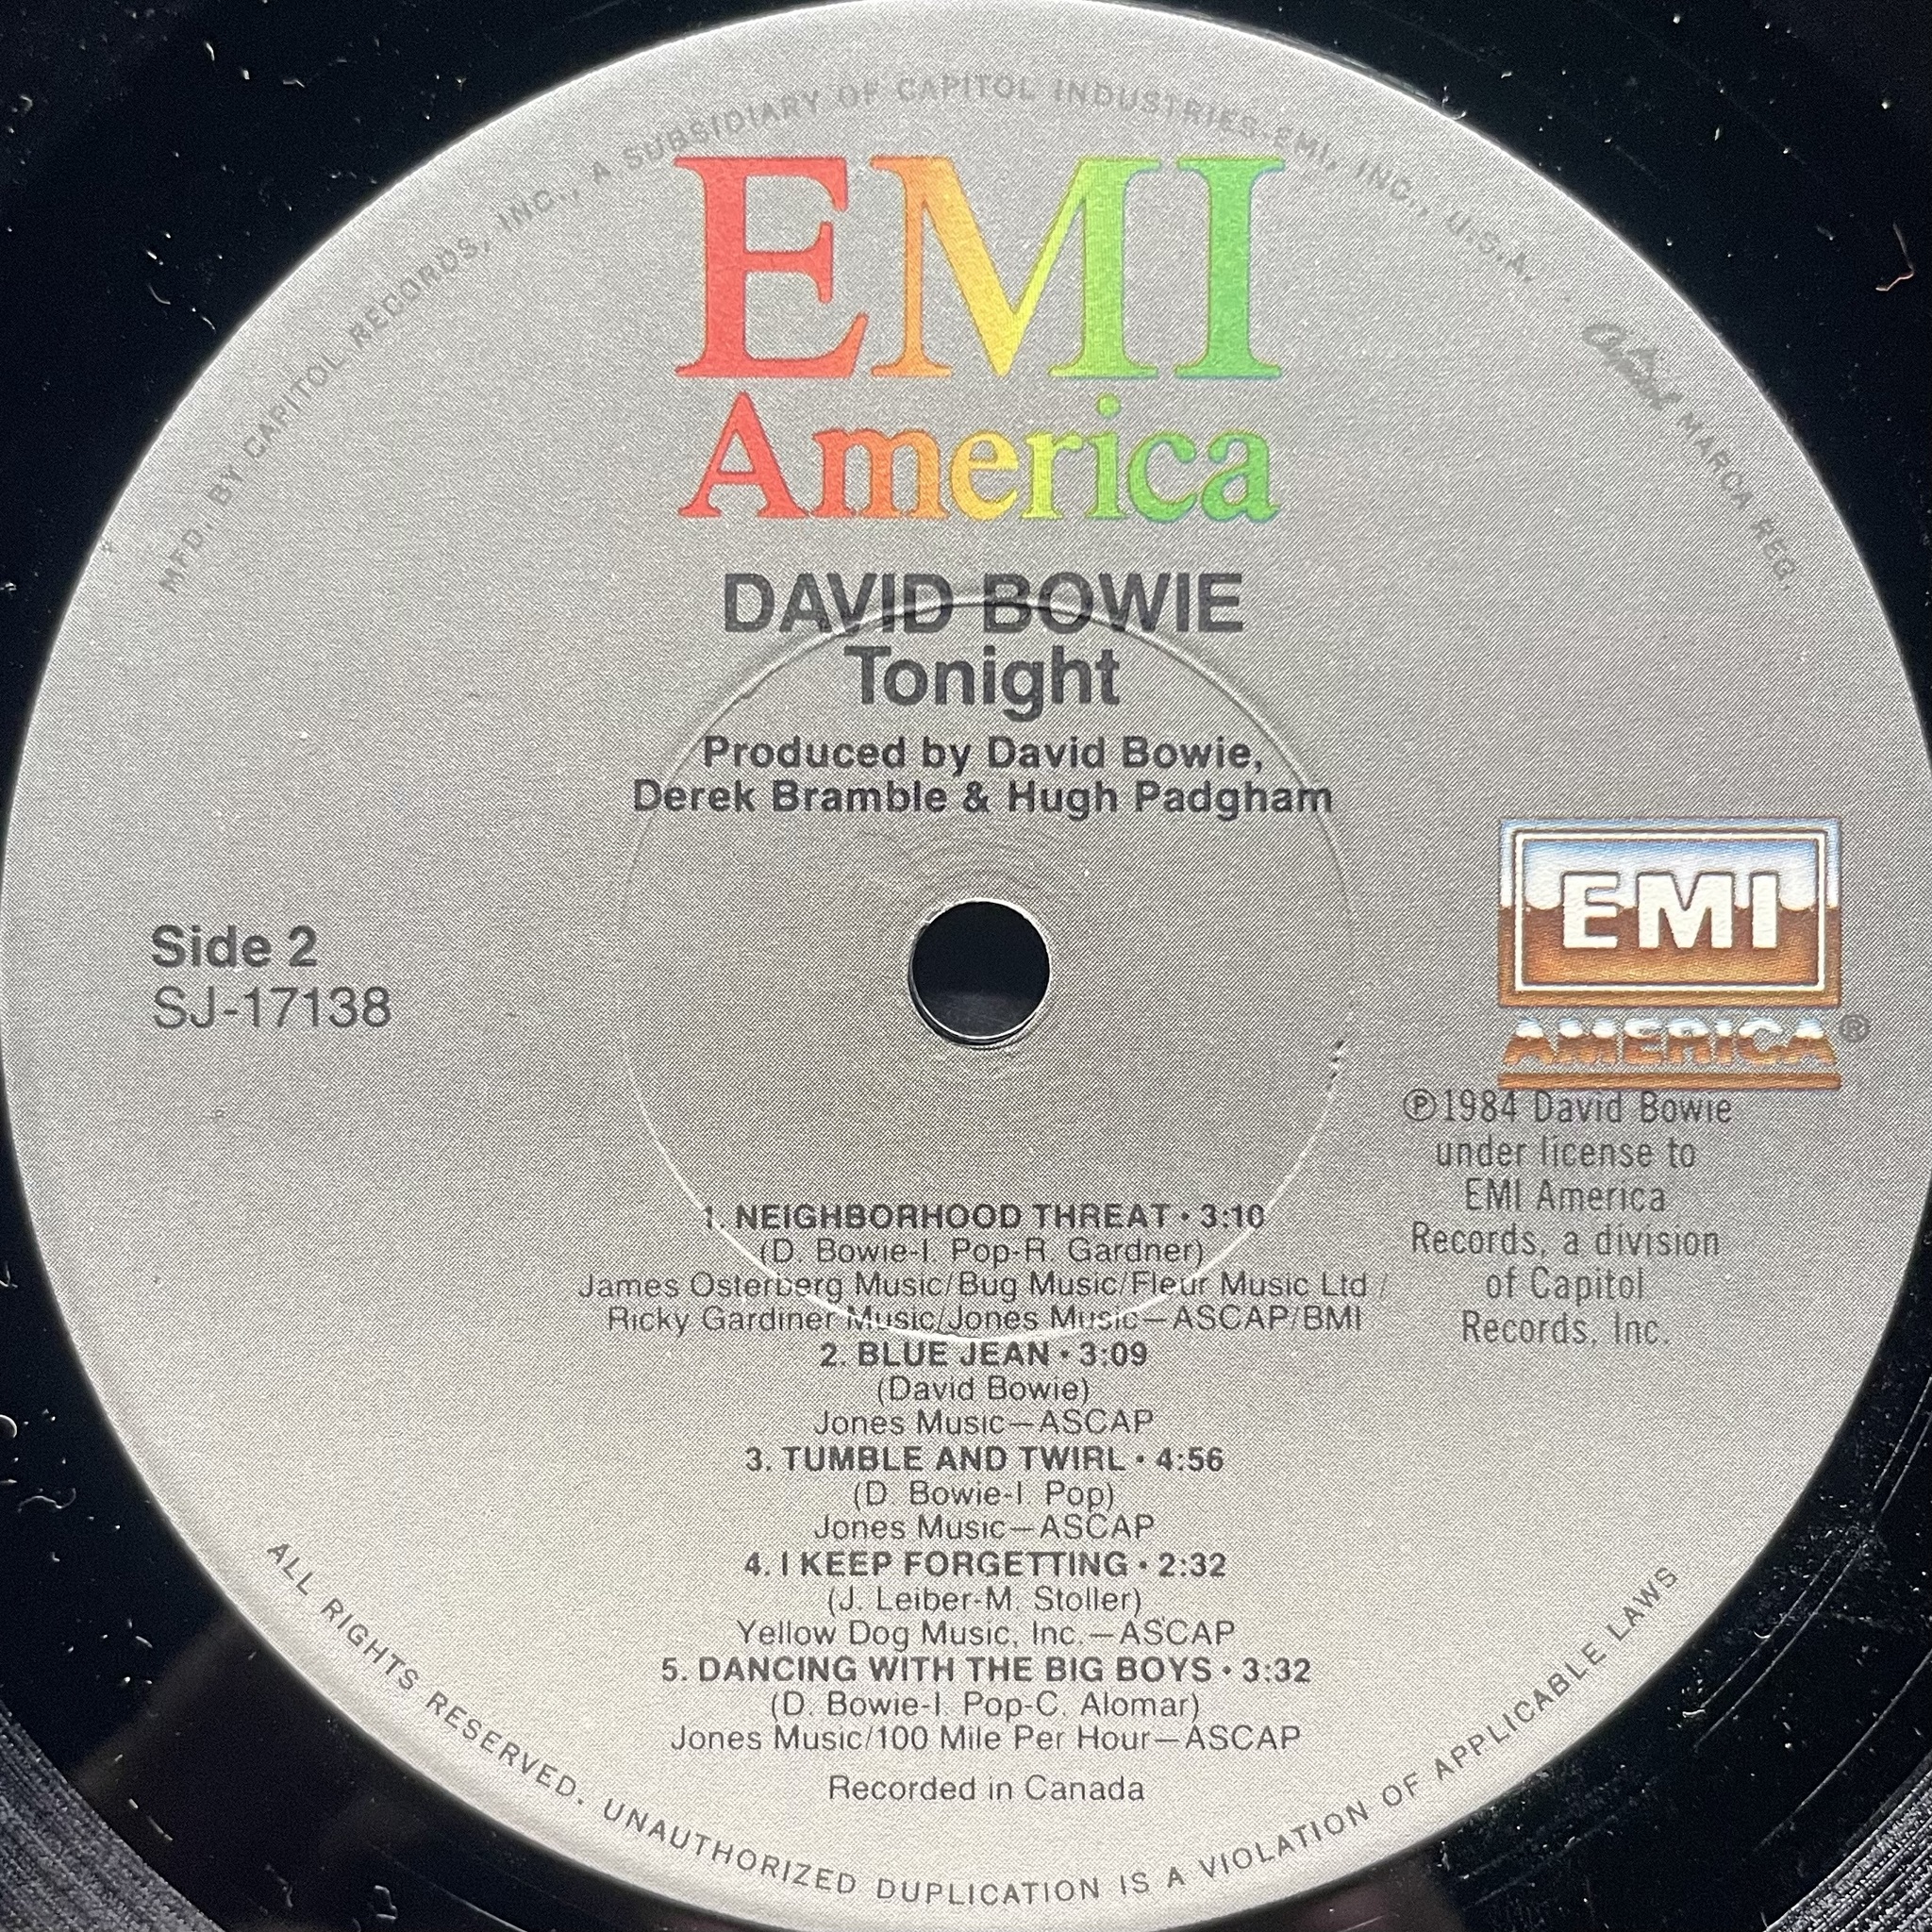 MFD. BY CAPITOL RECORDS, INC., A SUBSIDIARY OF CAPITOL INDUSTRIES-EMI, INC., U.S.A. Capitol MARCA REG.
EMI
America
DAVID BOWIE
Tonight
Produced by David Bowie,
Derek Bramble & Hugh Padgham
Side 2
SJ-17138
EMI
AMERICA®
℗1984 David Bowie
under license to
EMI America
Records, a division
of Capitol
Records, Inc.
1. NEIGHBORHOOD THREAT • 3:10
(D. Bowie-I. Pop-R. Gardner)
James Osterberg Music/Bug Music/Fleur Music Ltd /
Ricky Gardiner Music/Jones Music—ASCAP/BMI
2. BLUE JEAN • 3:09
(David Bowie)
Jones Music—ASCAP
3. TUMBLE AND TWIRL • 4:56
(D. Bowie-I. Pop)
Jones Music—ASCAP
4. I KEEP FORGETTING • 2:32
(J. Leiber-M. Stoller)
Yellow Dog Music, Inc.—ASCAP
5. DANCING WITH THE BIG BOYS • 3:32
(D. Bowie-I. Pop-C. Alomar)
Jones Music/100 Mile Per Hour—ASCAP
Recorded in Canada
ALL RIGHTS RESERVED. UNAUTHORIZED DUPLICATION IS A VIOLATION OF APPLICABLE LAWS